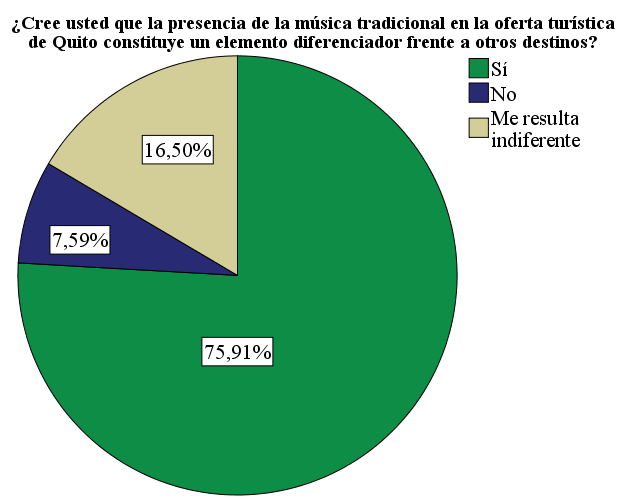 ¿Cree usted que la presencia de la música tradicional en la oferta turística
de Quito constituye un elemento diferenciador frente a otros destinos?
Sí
No
Me resulta
indiferente
16,50%
7,59%
75,91%